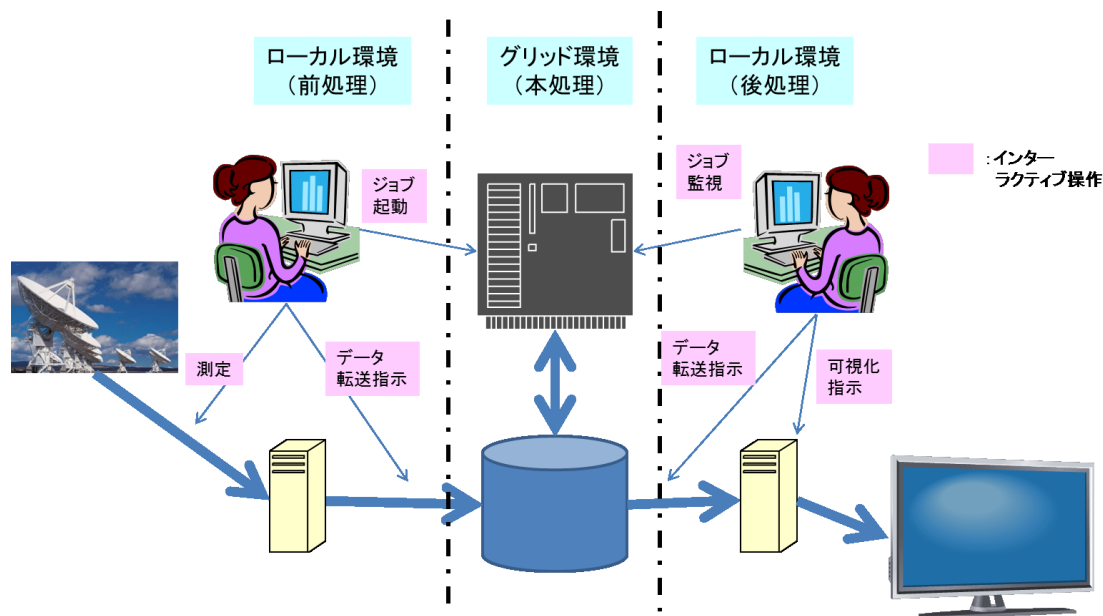 ローカル環境
（前処理）
グリッド環境
（本処理）
ローカル環境
（後処理）
ジョブ
起動
ジョブ
監視
：インター
ラクティブ操作
測定
データ
転送指示
データ
転送指示
可視化
指示